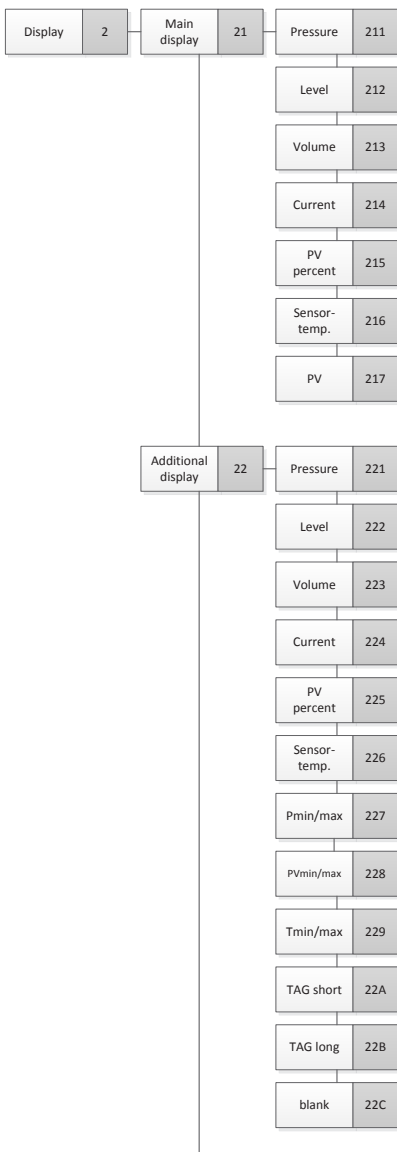 Display 2
Main display 21
Pressure 211
Level 212
Volume 213
Current 214
PV percent 215
Sensor-temp. 216
PV 217
Additional display 22
Pressure 221
Level 222
Volume 223
Current 224
PV percent 225
Sensor-temp. 226
Pmin/max 227
PVmin/max 228
Tmin/max 229
TAG short 22A
TAG long 22B
blank 22C